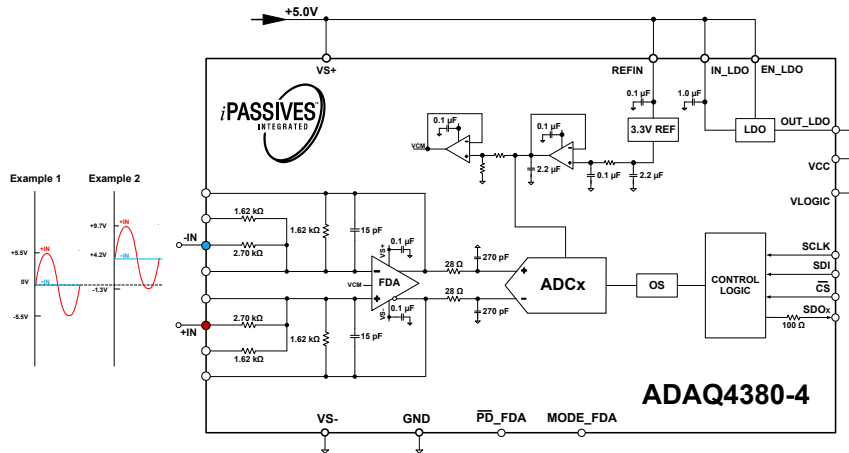 +5.0V
VS+
REFIN
IN_LDO
EN_LDO
iPASSIVES™
INTEGRATED
0.1 µF
1.0 µF
OUT_LDO
0.1 µF
0.1 µF
3.3V REF
LDO
VCM
2.2 µF
0.1 µF
2.2 µF
VCC
VLOGIC
Example 1
Example 2
+9.7V
+IN
+5.5V
+IN
+4.2V
-IN
0V
-IN
-1.3V
-5.5V
1.62 kΩ
1.62 kΩ
15 pF
-IN
2.70 kΩ
VS+
0.1 µF
28 Ω
270 pF
VCM
FDA
ADCx
OS
CONTROL
LOGIC
SCLK
SDI
CS
SDOx
100 Ω
28 Ω
VS-
0.1 µF
270 pF
+IN
2.70 kΩ
1.62 kΩ
15 pF
1.62 kΩ
ADAQ4380-4
VS-
GND
PD_FDA
MODE_FDA